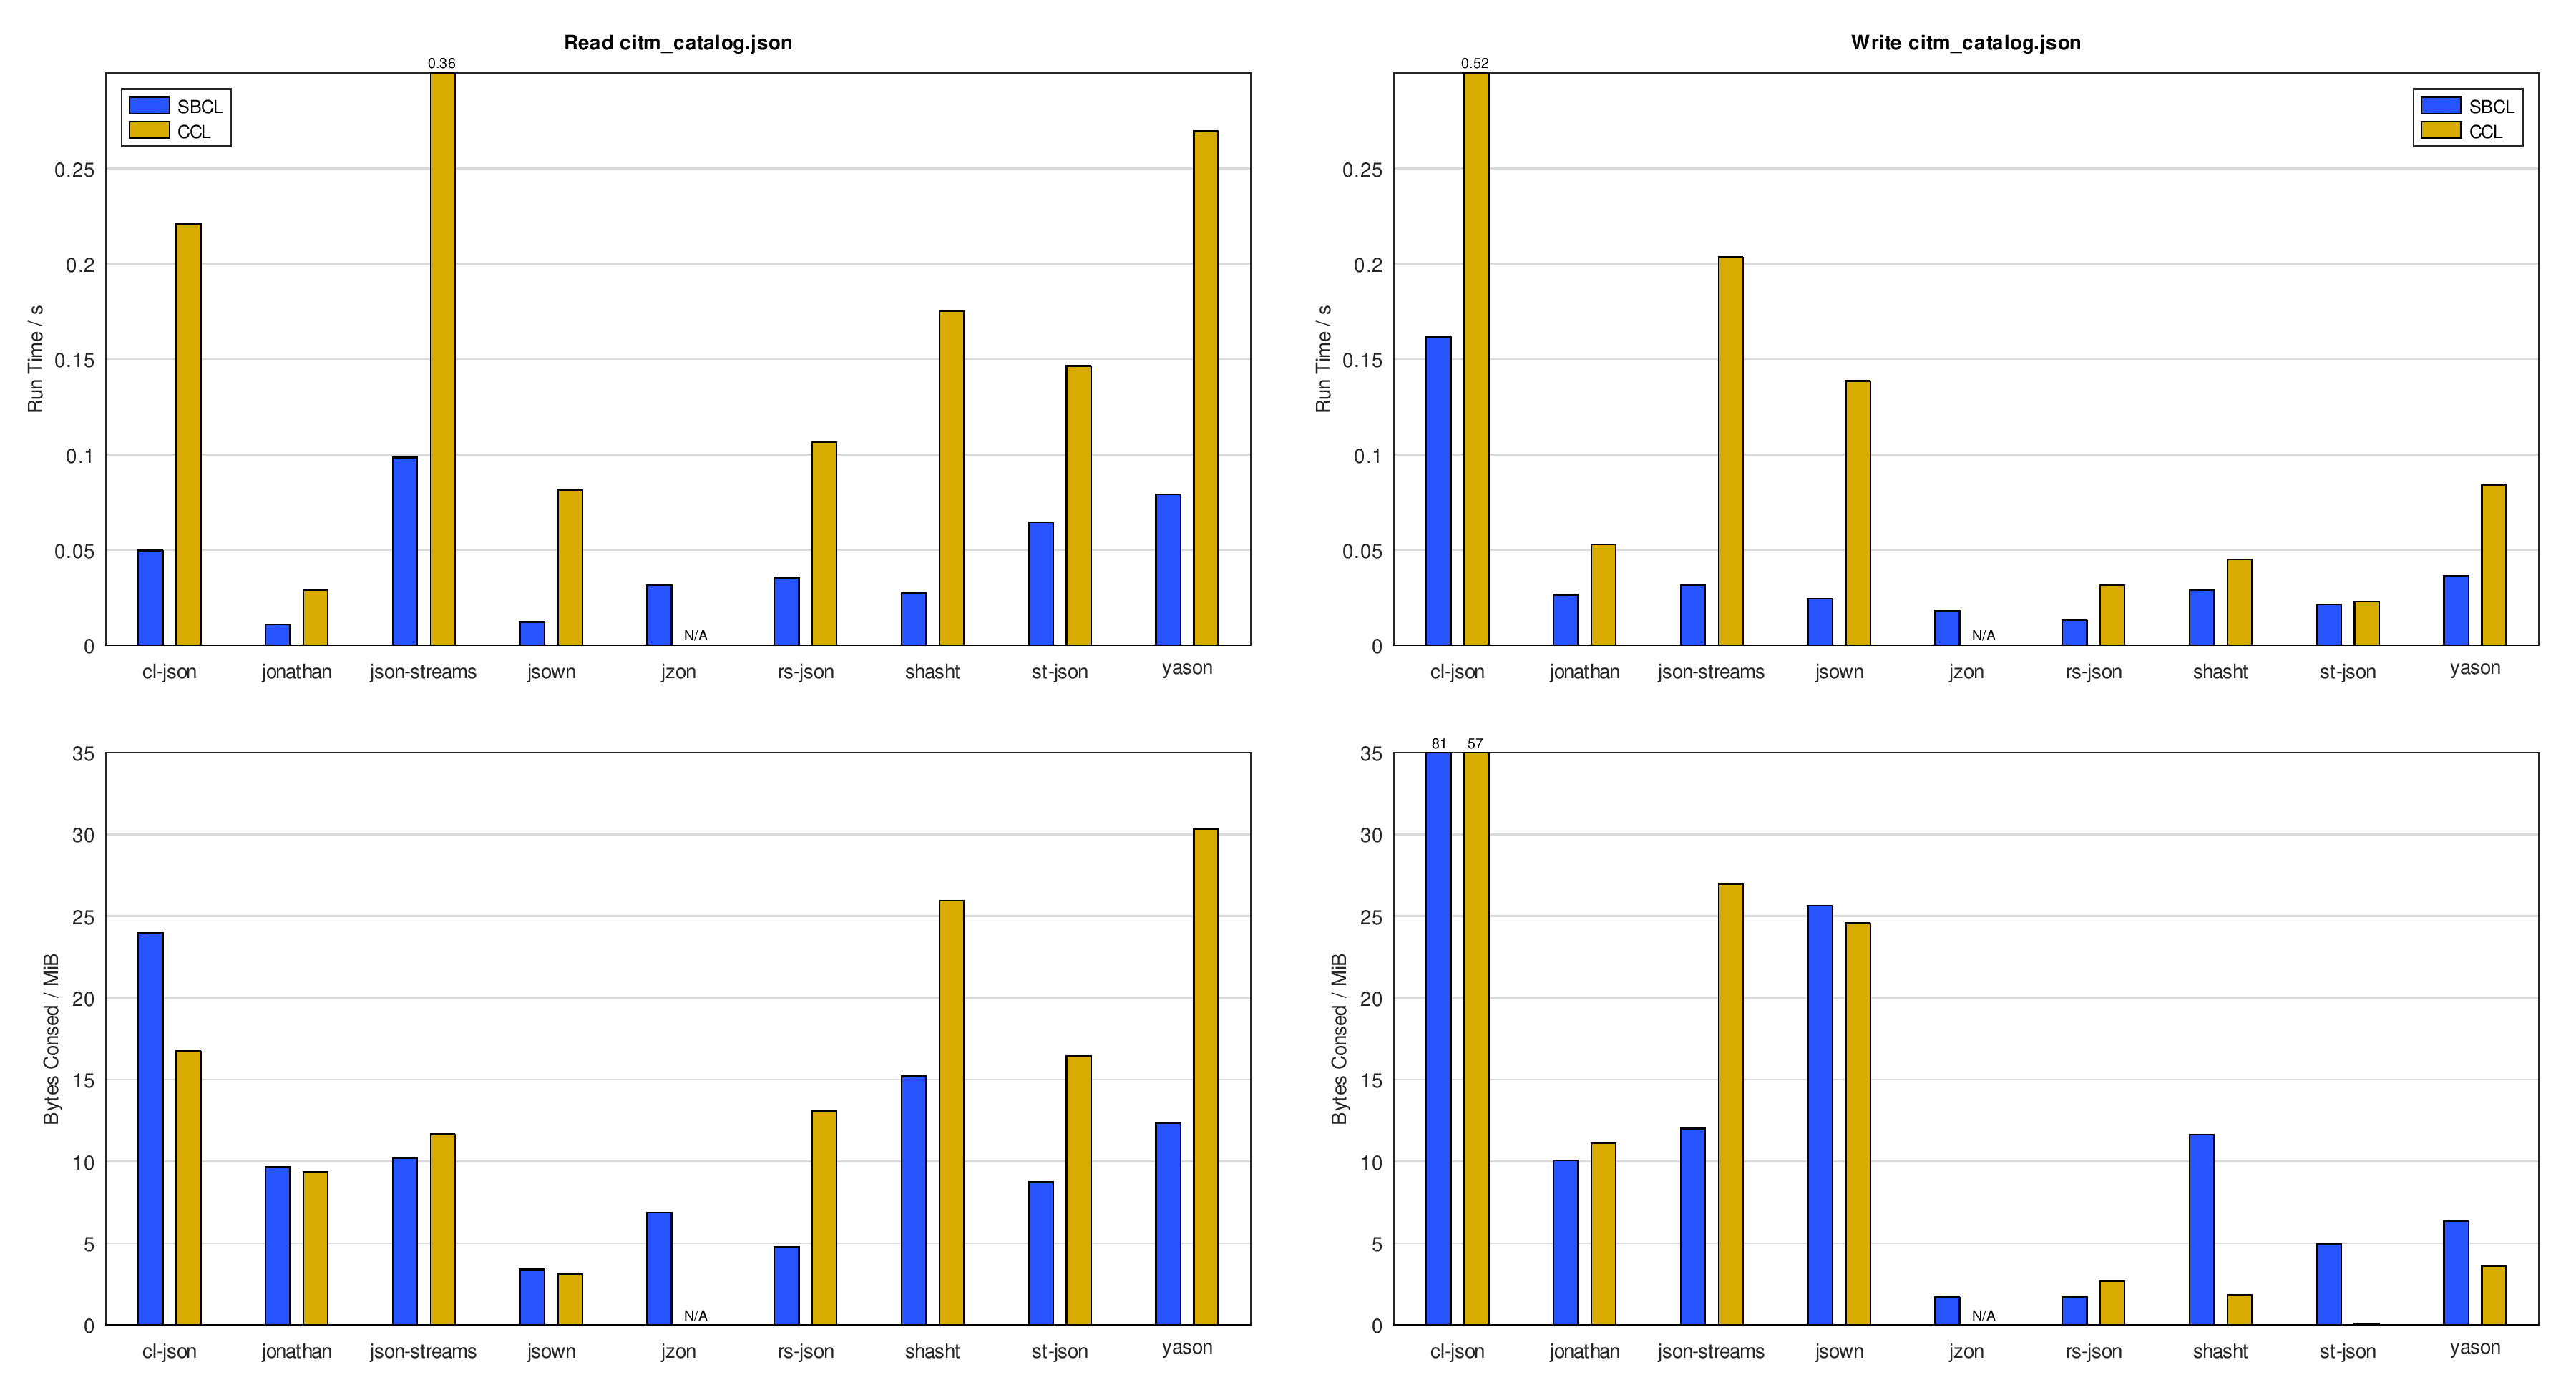 Read citm_catalog.json
0.36
SBCL
CCL
0.25
0.2
0.15
0.1
0.05
0
Run Time / s
N/A
cl-json jonathan json-streams jsown jzon rs-json shasht st-json yason
Write citm_catalog.json
0.52
SBCL
CCL
0.25
0.2
0.15
0.1
0.05
0
Run Time / s
N/A
cl-json jonathan json-streams jsown jzon rs-json shasht st-json yason
35
30
25
20
15
10
5
0
Bytes Consed / MiB
N/A
cl-json jonathan json-streams jsown jzon rs-json shasht st-json yason
81 57
35
30
25
20
15
10
5
0
Bytes Consed / MiB
N/A
cl-json jonathan json-streams jsown jzon rs-json shasht st-json yason